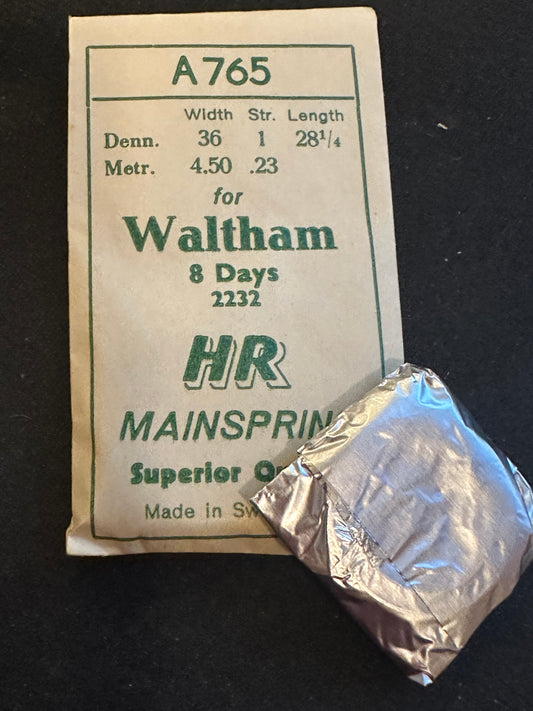 A765
Width Str. Length
Denn. 36 1 28¹/₄
Metr. 4.50 .23
for
Waltham
8 Days
2232
HR
MAINSPRIN
Superior
Made in